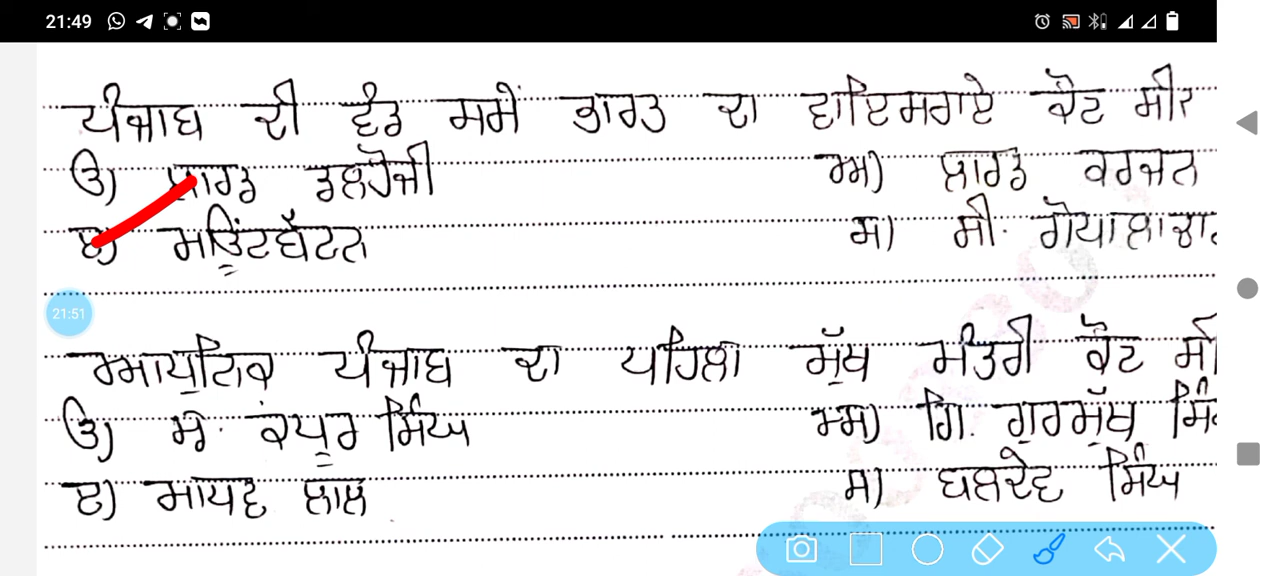 21:49
ਪੰਜਾਬ ਦੀ ਵੰਡ ਸਮੇਂ ਭਾਰਤ ਦਾ ਵਾਇਸਰਾਏ ਕੌਣ ਸੀ?
ੳ) ਲਾਰਡ ਡਲਹੌਜੀ ਅ) ਲਾਰਡ ਕਰਜਨ
ੲ) ਮਾਊਂਟਬੈਟਨ ਸ) ਸੀ.
21:51
ਆਧੁਨਿਕ ਪੰਜਾਬ ਦਾ ਪਹਿਲਾ ਮੁੱਖ ਮੰਤਰੀ ਕੌਣ ਸੀ
ੳ) ਸ. ਕਪੂਰ ਸਿੰਘ ਅ) ਗਿ. ਗੁਰਮੁੱਖ
ੲ) ਮਾਧਵ ਲਾਲ ਸ) ਬਲਦੇਵ ਸਿੰਘ